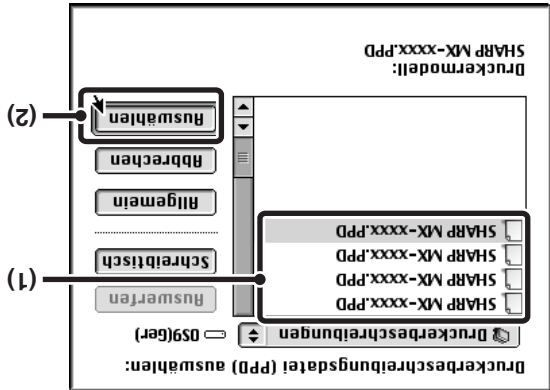 Druckerbeschreibungsdatei (PPD) auswählen:
Druckerbeschreibungen
OS9(Ger)
SHARP MX-xxxx.PPD
SHARP MX-xxxx.PPD
SHARP MX-xxxx.PPD
SHARP MX-xxxx.PPD
(1)
Auswerfen
Schreibtisch
Allgemein
Abbrechen
Auswählen
(2)
Druckermodell:
SHARP MX-xxxx.PPD